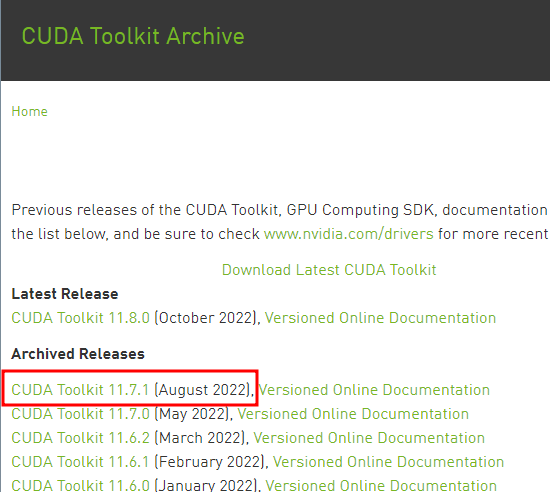 CUDA Toolkit Archive
Home
Previous releases of the CUDA Toolkit, GPU Computing SDK, documentation
the list below, and be sure to check www.nvidia.com/drivers for more recent
Download Latest CUDA Toolkit
Latest Release
CUDA Toolkit 11.8.0 (October 2022), Versioned Online Documentation
Archived Releases
CUDA Toolkit 11.7.1 (August 2022), Versioned Online Documentation
CUDA Toolkit 11.7.0 (May 2022), Versioned Online Documentation
CUDA Toolkit 11.6.2 (March 2022), Versioned Online Documentation
CUDA Toolkit 11.6.1 (February 2022), Versioned Online Documentation
CUDA Toolkit 11.6.0 (January 2022), Versioned Online Documentation